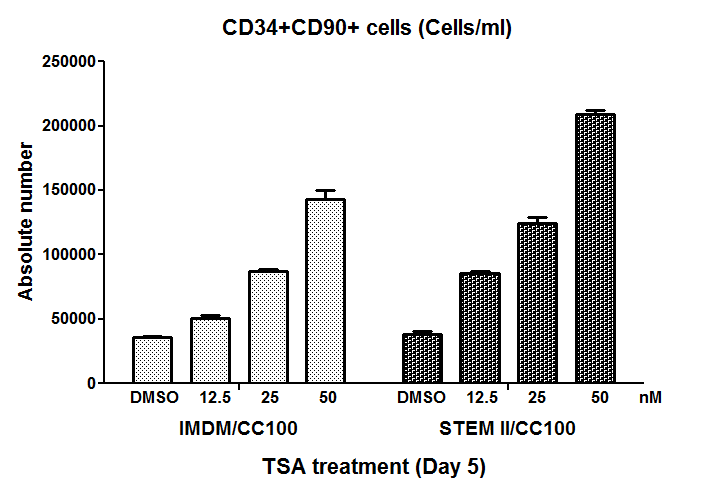 CD34+CD90+ cells (Cells/ml)
Absolute number
250000
200000
150000
100000
50000
0
DMSO 12.5 25 50 DMSO 12.5 25 50 nM
IMDM/CC100 STEM II/CC100
TSA treatment (Day 5)